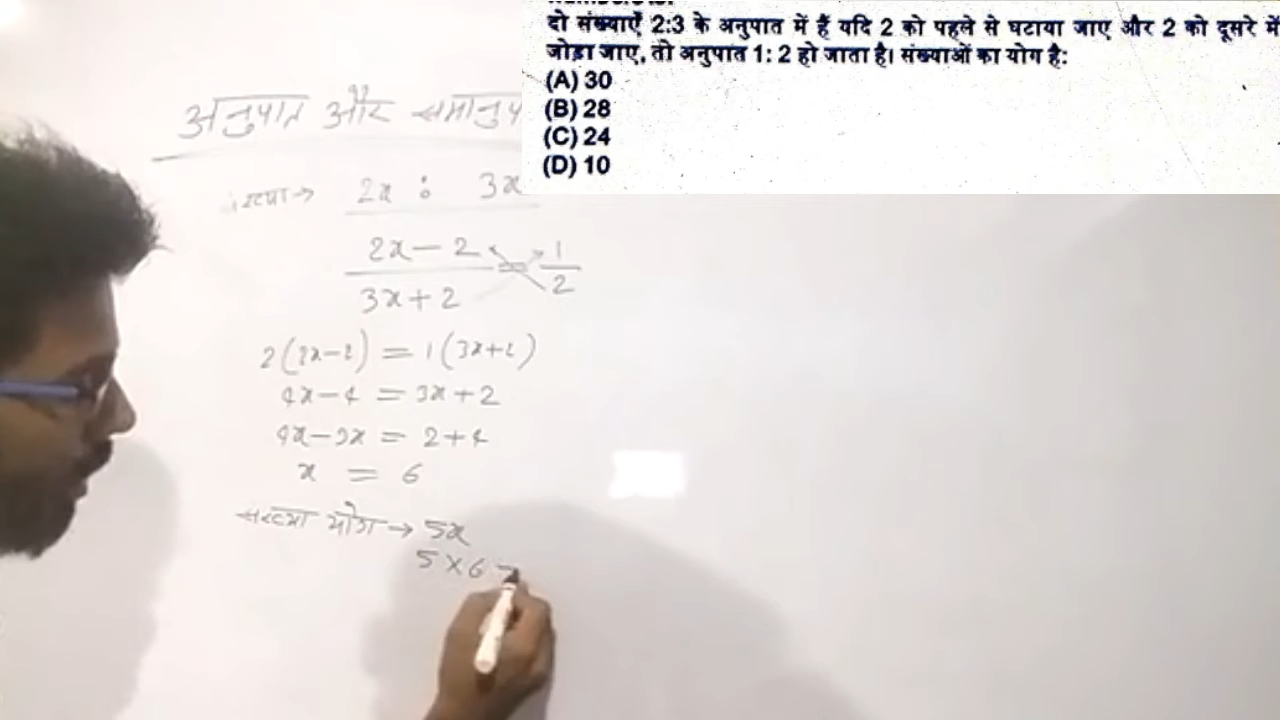 दो संख्याएँ 2:3 के अनुपात में हैं यदि 2 को पहले से घटाया जाए और 2 को दूसरे में
जोड़ा जाए, तो अनुपात 1: 2 हो जाता है। संख्याओं का योग है:
(A) 30
(B) 28
(C) 24
(D) 10
अनुपात और समानुप
संख्या → 2x : 3x
2x - 2 / 3x + 2 = 1 / 2
2(2x-2) = 1(3x+2)
4x-4 = 3x+2
4x-3x = 2+4
x = 6
संख्या योग → 5x
5×6 =